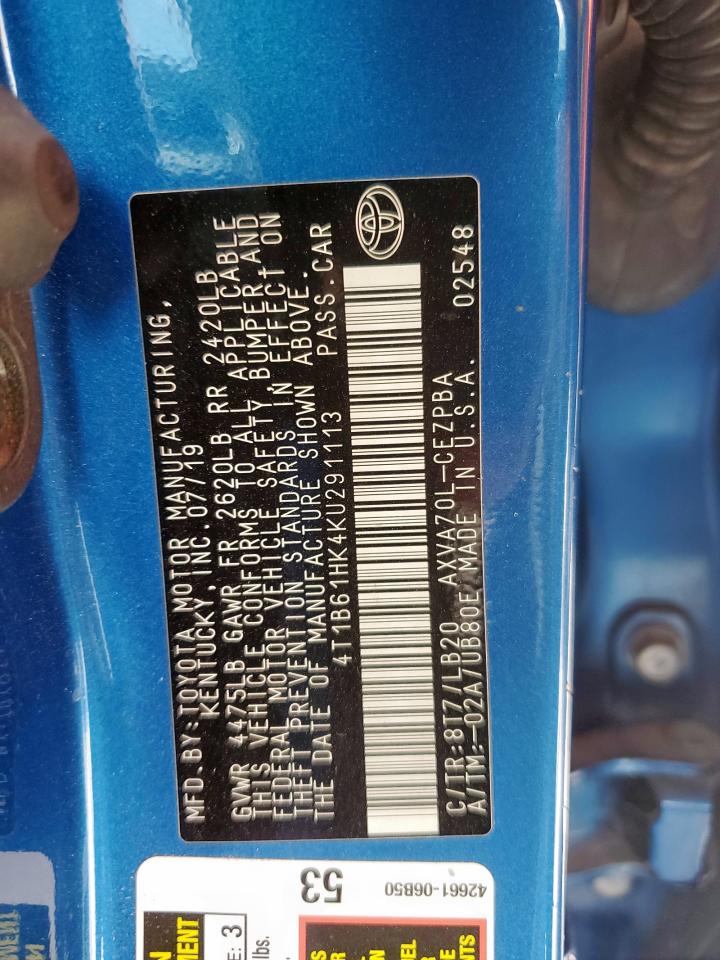 MFD.BY:TOYOTA MOTOR MANUFACTURING,
KENTUCKY, INC.07/19
GVWR 4475LB GAWR FR 2620LB RR 2420LB
THIS VEHICLE CONFORMS TO ALL APPLICABLE
FEDERAL MOTOR VEHICLE SAFETY, BUMPER AND
THEFT PREVENTION STANDARDS IN EFFECT ON
THE DATE OF MANUFACTURE SHOWN ABOVE.
4T1B61HK4KU291113 PASS.CAR
C/TR:8T7/LB20 AXVA70L-CEZPBA 02548
A/TM:-02A/UB80E MADE IN U.S.A.
53
42661-06B50
MENT
E: 3
lbs.